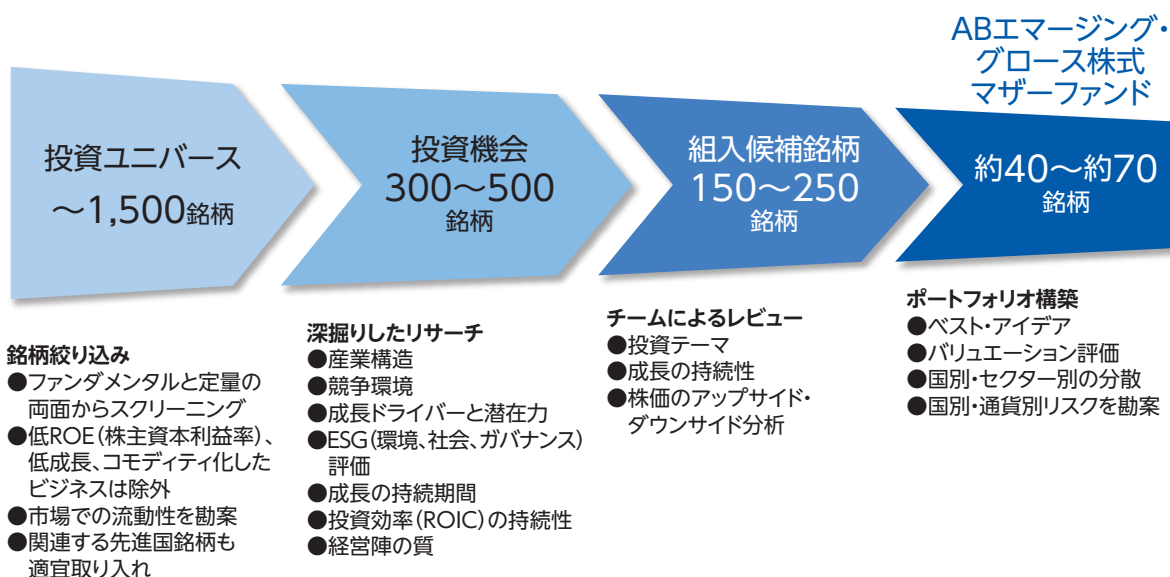 投資ユニバース
～1,500銘柄
投資機会
300～500
銘柄
組入候補銘柄
150～250
銘柄
ABエマージング・
グロース株式
マザーファンド
約40～約70
銘柄
銘柄絞り込み
●ファンダメンタルと定量の
両面からスクリーニング
●低ROE（株主資本利益率）、
低成長、コモディティ化した
ビジネスは除外
●市場での流動性を勘案
●関連する先進国銘柄も
適宜取り入れ
深掘りしたリサーチ
●産業構造
●競争環境
●成長ドライバーと潜在力
●ESG（環境、社会、ガバナンス）
評価
●成長の持続期間
●投資効率（ROIC）の持続性
●経営陣の質
チームによるレビュー
●投資テーマ
●成長の持続性
●株価のアップサイド・
ダウンサイド分析
ポートフォリオ構築
●ベスト・アイデア
●バリュエーション評価
●国別・セクター別の分散
●国別・通貨別リスクを勘案